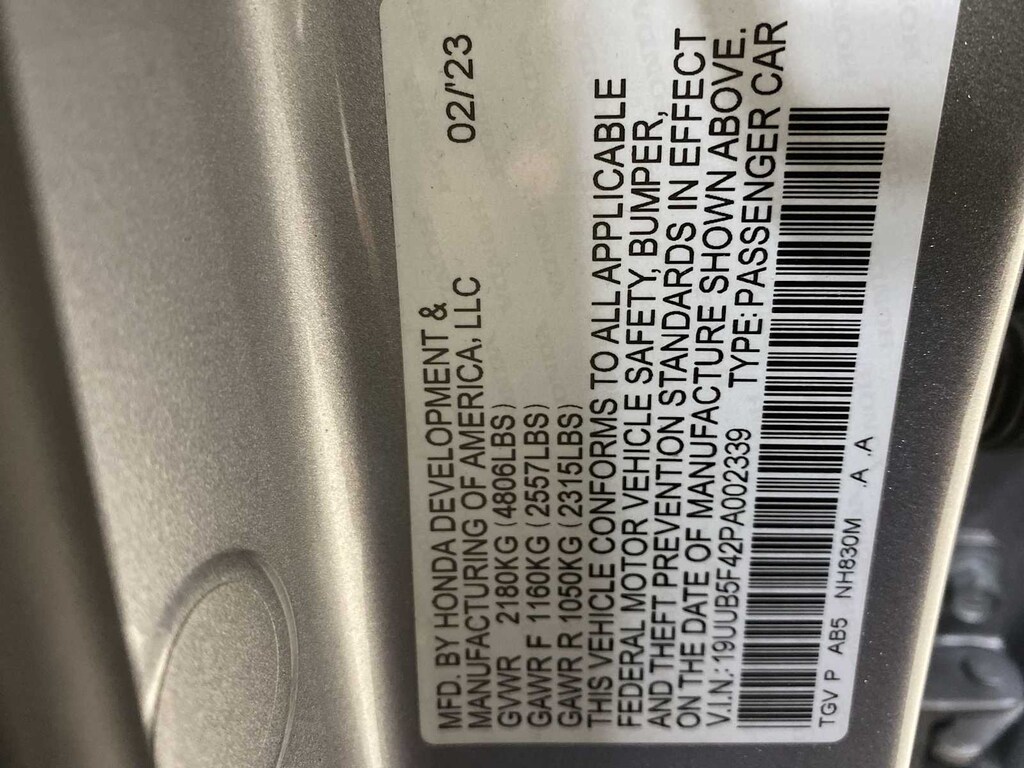 MFD. BY HONDA DEVELOPMENT & 02/'23
MANUFACTURING OF AMERICA, LLC
GVWR 2180KG (4806LBS)
GAWR F 1160KG (2557LBS)
GAWR R 1050KG (2315LBS)
THIS VEHICLE CONFORMS TO ALL APPLICABLE
FEDERAL MOTOR VEHICLE SAFETY, BUMPER,
AND THEFT PREVENTION STANDARDS IN EFFECT
ON THE DATE OF MANUFACTURE SHOWN ABOVE.
V.I.N.: 19UUB5F42PA002339 TYPE: PASSENGER CAR
TGV P AB5 NH830M .A .A